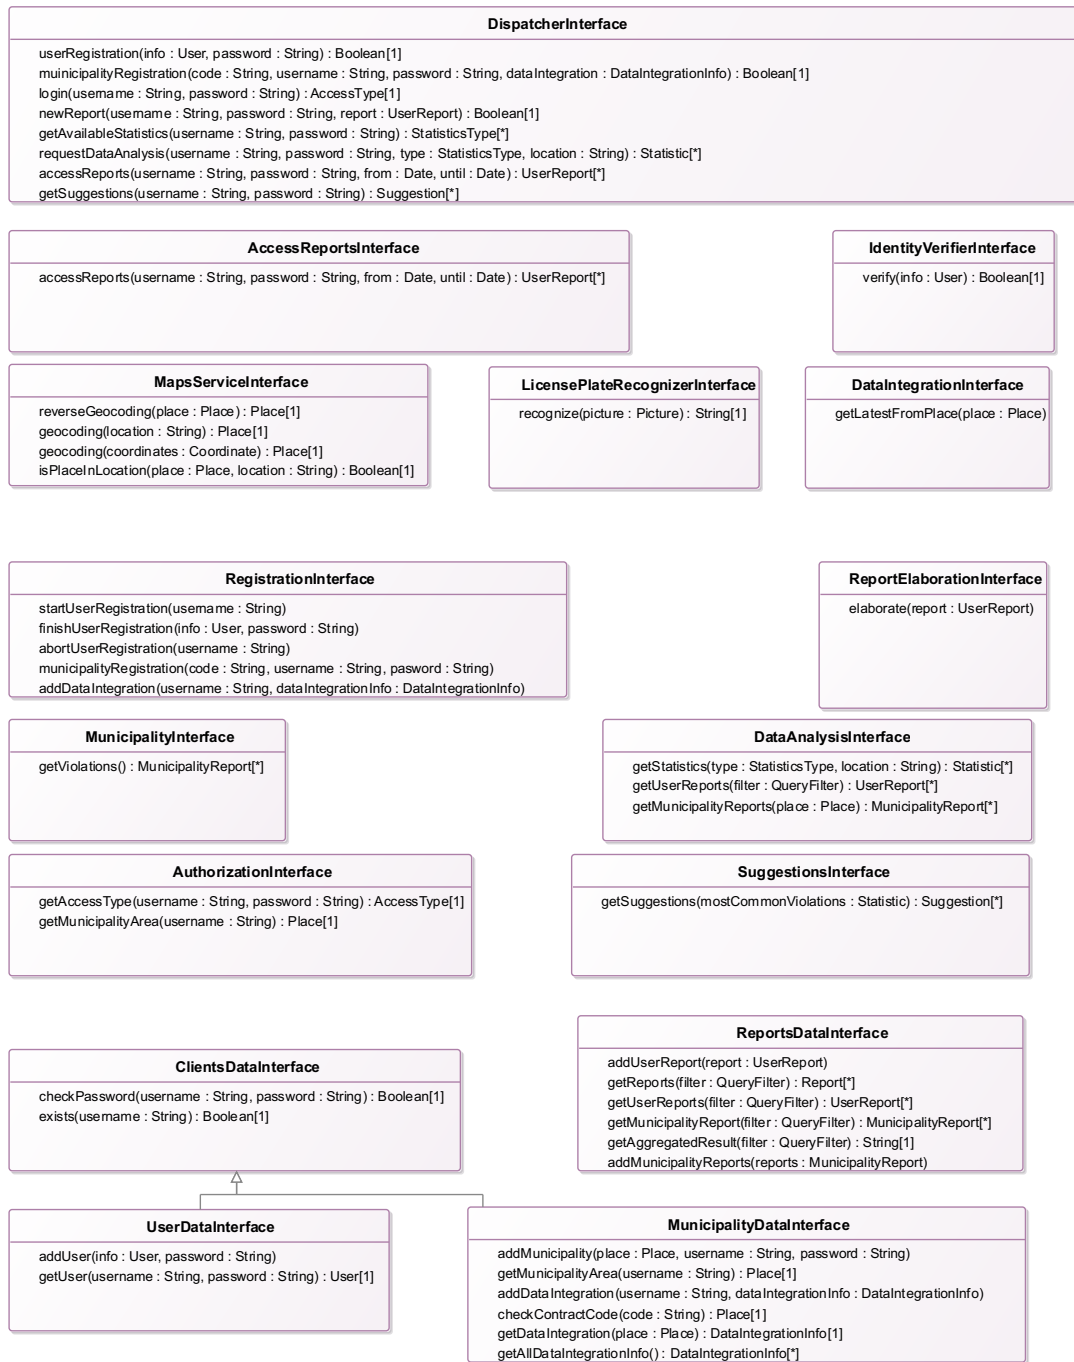 DispatcherInterface
userRegistration(info : User, password : String) : Boolean[1]
muinicipalityRegistration(code : String, username : String, password : String, dataIntegration : DataIntegrationInfo) : Boolean[1]
login(username : String, password : String) : AccessType[1]
newReport(username : String, password : String, report : UserReport) : Boolean[1]
getAvailableStatistics(username : String, password : String) : StatisticsType[*]
requestDataAnalysis(username : String, password : String, type : StatisticsType, location : String) : Statistic[*]
accessReports(username : String, password : String, from : Date, until : Date) : UserReport[*]
getSuggestions(username : String, password : String) : Suggestion[*]
AccessReportsInterface
accessReports(username : String, password : String, from : Date, until : Date) : UserReport[*]
IdentityVerifierInterface
verify(info : User) : Boolean[1]
MapsServiceInterface
reverseGeocoding(place : Place) : Place[1]
geocoding(location : String) : Place[1]
geocoding(coordinates : Coordinate) : Place[1]
isPlaceInLocation(place : Place, location : String) : Boolean[1]
LicensePlateRecognizerInterface
recognize(picture : Picture) : String[1]
DataIntegrationInterface
getLatestFromPlace(place : Place)
RegistrationInterface
startUserRegistration(username : String)
finishUserRegistration(info : User, password : String)
abortUserRegistration(username : String)
municipalityRegistration(code : String, username : String, pasword : String)
addDataIntegration(username : String, dataIntegrationInfo : DataIntegrationInfo)
ReportElaborationInterface
elaborate(report : UserReport)
MunicipalityInterface
getViolations() : MunicipalityReport[*]
DataAnalysisInterface
getStatistics(type : StatisticsType, location : String) : Statistic[*]
getUserReports(filter : QueryFilter) : UserReport[*]
getMunicipalityReports(place : Place) : MunicipalityReport[*]
AuthorizationInterface
getAccessType(username : String, password : String) : AccessType[1]
getMunicipalityArea(username : String) : Place[1]
SuggestionsInterface
getSuggestions(mostCommonViolations : Statistic) : Suggestion[*]
ClientsDataInterface
checkPassword(username : String, password : String) : Boolean[1]
exists(username : String) : Boolean[1]
ReportsDataInterface
addUserReport(report : UserReport)
getReports(filter : QueryFilter) : Report[*]
getUserReports(filter : QueryFilter) : UserReport[*]
getMunicipalityReport(filter : QueryFilter) : MunicipalityReport[*]
getAggregatedResult(filter : QueryFilter) : String[1]
addMunicipalityReports(reports : MunicipalityReport)
UserDataInterface
addUser(info : User, password : String)
getUser(username : String, password : String) : User[1]
MunicipalityDataInterface
addMunicipality(place : Place, username : String, password : String)
getMunicipalityArea(username : String) : Place[1]
addDataIntegration(username : String, dataIntegrationInfo : DataIntegrationInfo)
checkContractCode(code : String) : Place[1]
getDataIntegration(place : Place) : DataIntegrationInfo[1]
getAllDataIntegrationInfo() : DataIntegrationInfo[*]